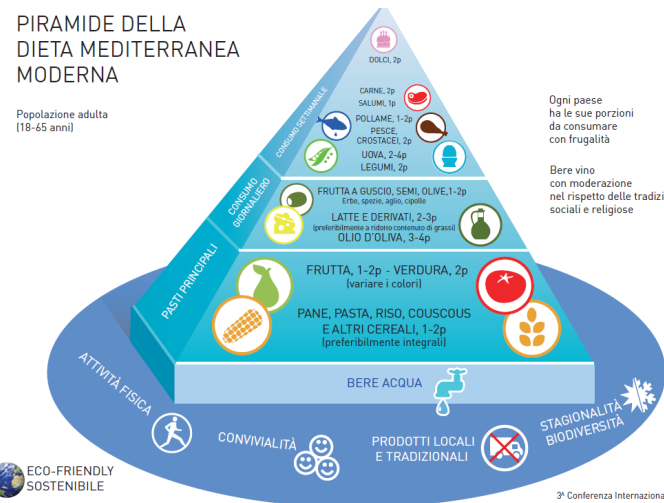 PIRAMIDE DELLA
DIETA MEDITERRANEA
MODERNA
Popolazione adulta
(18-65 anni)
CONSUMO SETTIMANALE
DOLCI, 2p
CARNE, 2p
SALUMI, 1p
POLLAME, 1-2p
PESCE,
CROSTACEI, 2p
UOVA, 2-4p
LEGUMI, 2p
Ogni paese
ha le sue porzioni
da consumare
con frugalità
Bere vino
con moderazione
nel rispetto delle tradizi
sociali e religiose
CONSUMO
GIORNALIERO
FRUTTA A GUSCIO, SEMI, OLIVE,1-2p
Erbe, spezie, aglio, cipolle
LATTE E DERIVATI, 2-3p
(preferibilmente a ridotto contenuto di grassi)
OLIO D'OLIVA, 3-4p
PASTI PRINCIPALI
FRUTTA, 1-2p - VERDURA, 2p
(variare i colori)
PANE, PASTA, RISO, COUSCOUS
E ALTRI CEREALI, 1-2p
(preferibilmente integrali)
BERE ACQUA
ATTIVITÀ FISICA
CONVIVIALITÀ
PRODOTTI LOCALI
E TRADIZIONALI
STAGIONALITÀ
BIODIVERSITÀ
ECO-FRIENDLY
SOSTENIBILE
3ª Conferenza Internaziona